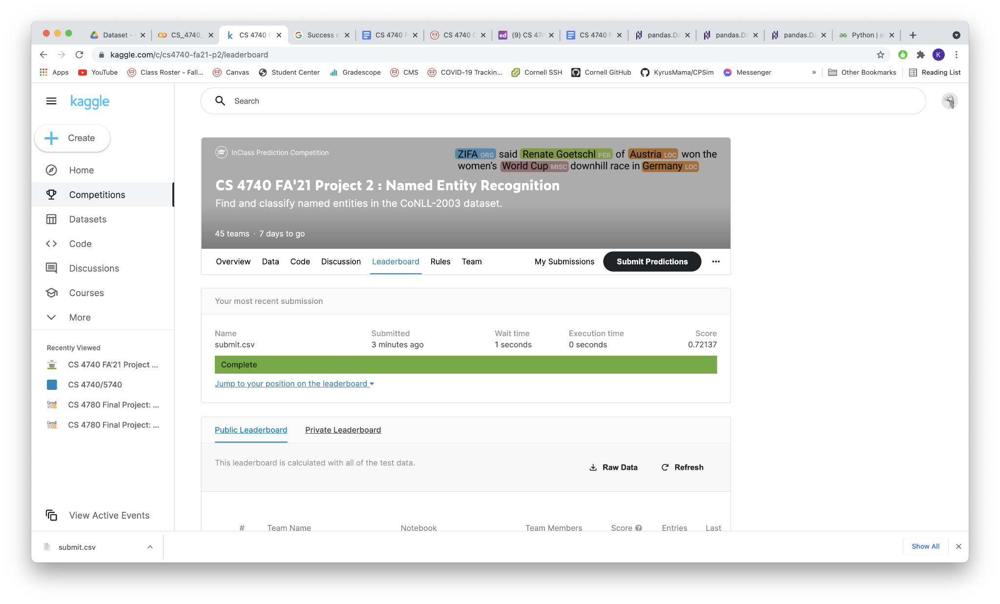 Dataset -
CS_4740_
CS 4740 F
Success c
CS 4740 P
CS 4740 C
(9) CS 474
CS 4740 P
pandas.Da
pandas.Da
pandas.Da
Python | s
kaggle.com/c/cs4740-fa21-p2/leaderboard
K
Apps
YouTube
Class Roster - Fall...
Canvas
Student Center
Gradescope
CMS
COVID-19 Trackin...
Cornell SSH
Cornell GitHub
KyrusMama/CPSim
Messenger
»
Other Bookmarks
Reading List
kaggle
Search
Create
Home
Competitions
Datasets
Code
Discussions
Courses
More
Recently Viewed
CS 4740 FA'21 Project ...
CS 4740/5740
CS 4780 Final Project: ...
CS 4780 Final Project: ...
View Active Events
InClass Prediction Competition
ZIFA ORG said Renate Goetschl PER of Austria LOC won the
women's World Cup MISC downhill race in Germany LOC
CS 4740 FA'21 Project 2 : Named Entity Recognition
Find and classify named entities in the CoNLL-2003 dataset.
45 teams · 7 days to go
Overview Data Code Discussion Leaderboard Rules Team My Submissions Submit Predictions
Your most recent submission
Name Submitted Wait time Execution time Score
submit.csv 3 minutes ago 1 seconds 0 seconds 0.72137
Complete
Jump to your position on the leaderboard
Public Leaderboard Private Leaderboard
This leaderboard is calculated with all of the test data.
Raw Data Refresh
# Team Name Notebook Team Members Score Entries Last
submit.csv
Show All